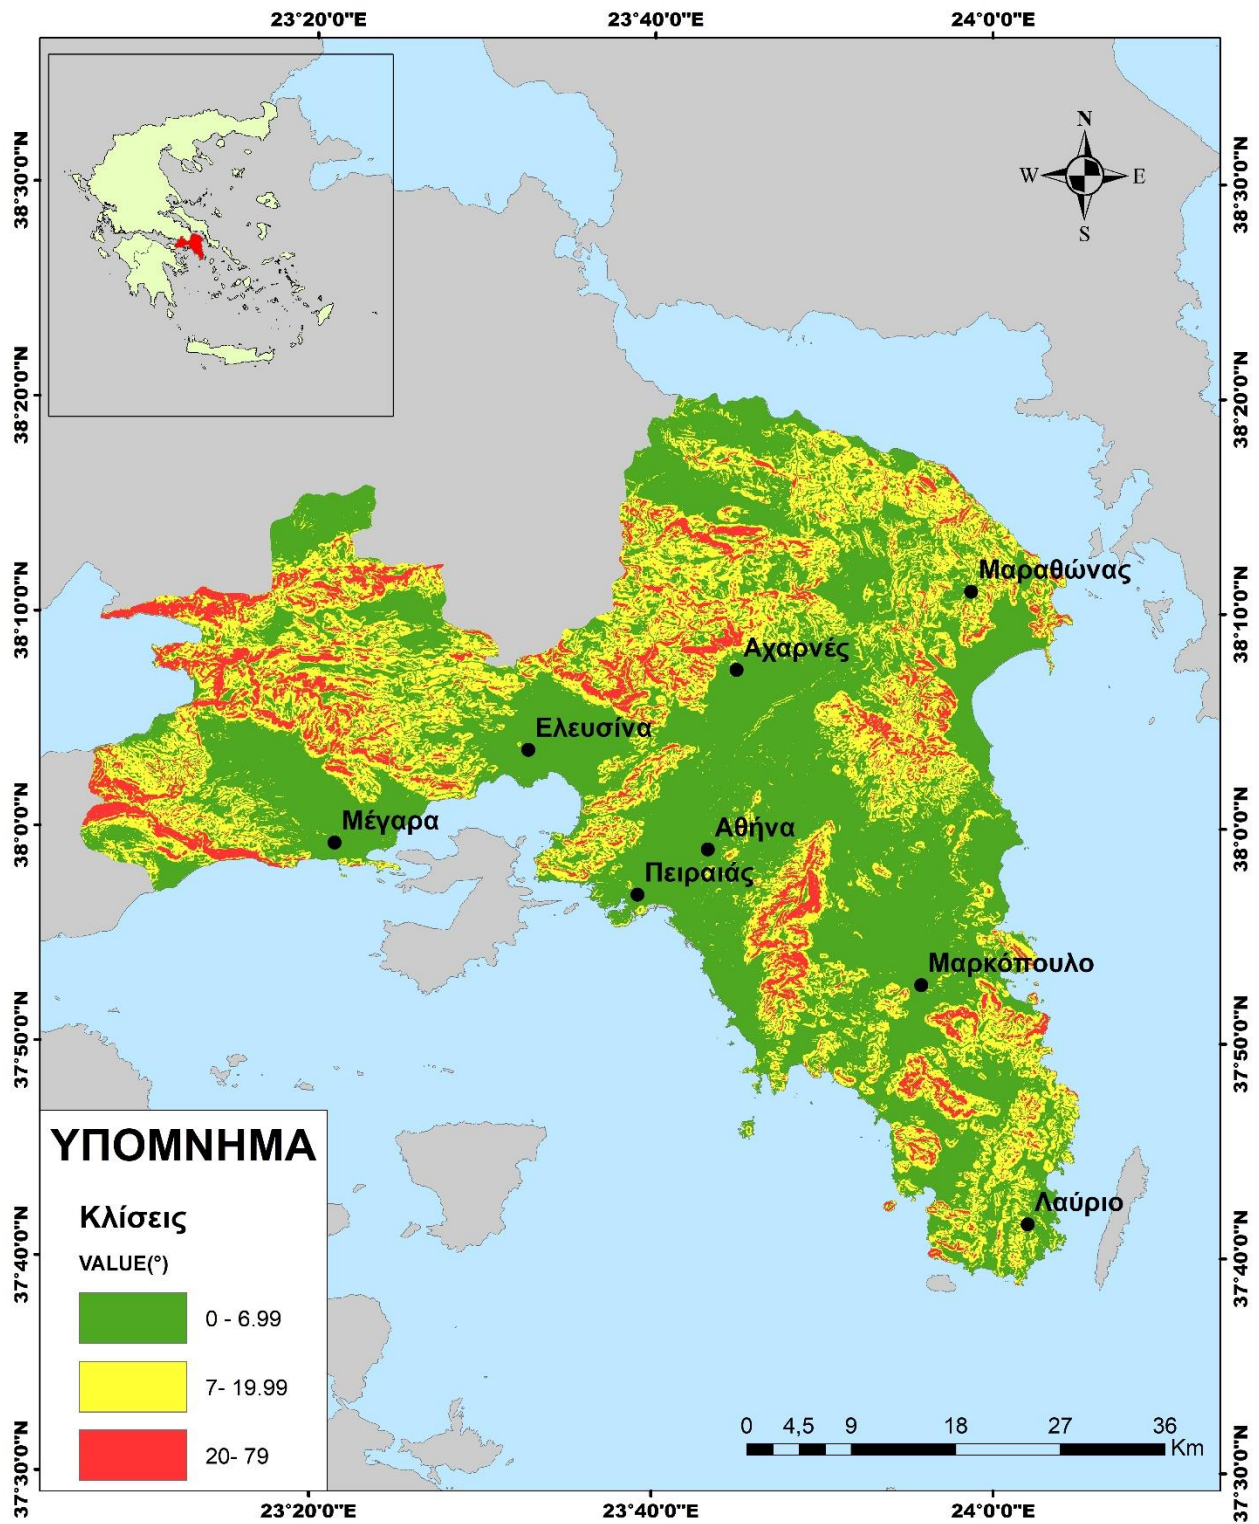 23°20'0"E
23°40'0"E
24°0'0"E
38°30'0"N
38°30'0"N
38°20'0"N
38°20'0"N
38°10'0"N
38°10'0"N
38°0'0"N
38°0'0"N
37°50'0"N
37°50'0"N
37°40'0"N
37°40'0"N
37°30'0"N
37°30'0"N
N
W
E
S
Μαραθώνας
Αχαρνές
Ελευσίνα
Μέγαρα
Αθήνα
Πειραιάς
Μαρκόπουλο
Λαύριο
ΥΠΟΜΝΗΜΑ
Κλίσεις
VALUE(°)
0 - 6.99
7- 19.99
20- 79
0 4,5 9 18 27 36
Km
23°20'0"E
23°40'0"E
24°0'0"E